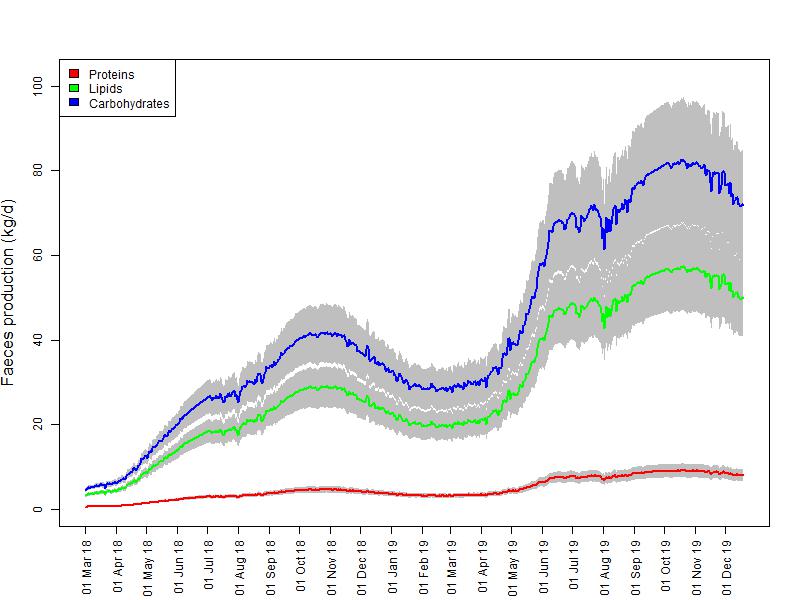 Proteins
Lipids
Carbohydrates
Faeces production (kg/d)
100
80
60
40
20
0
01 Mar 18
01 Apr 18
01 May 18
01 Jun 18
01 Jul 18
01 Aug 18
01 Sep 18
01 Oct 18
01 Nov 18
01 Dec 18
01 Jan 19
01 Feb 19
01 Mar 19
01 Apr 19
01 May 19
01 Jun 19
01 Jul 19
01 Aug 19
01 Sep 19
01 Oct 19
01 Nov 19
01 Dec 19